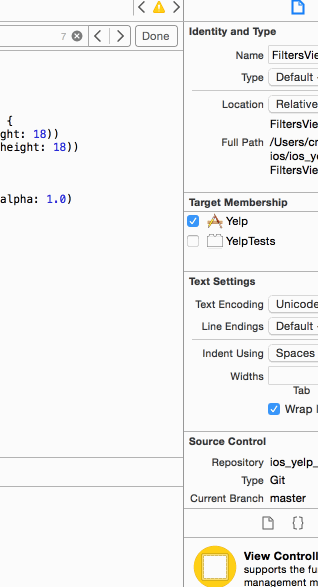 7
Done
{
ght: 18))
height: 18))
alpha: 1.0)
Identity and Type
Name FiltersVie
Type Default -
Location Relative
FiltersVie
Full Path /Users/cr
ios/ios_ye
FiltersVie
Target Membership
Yelp
YelpTests
Text Settings
Text Encoding Unicode
Line Endings Default -
Indent Using Spaces
Widths
Tab
Wrap l
Source Control
Repository ios_yelp_
Type Git
Current Branch master
{}
View Controll
supports the fu
management m